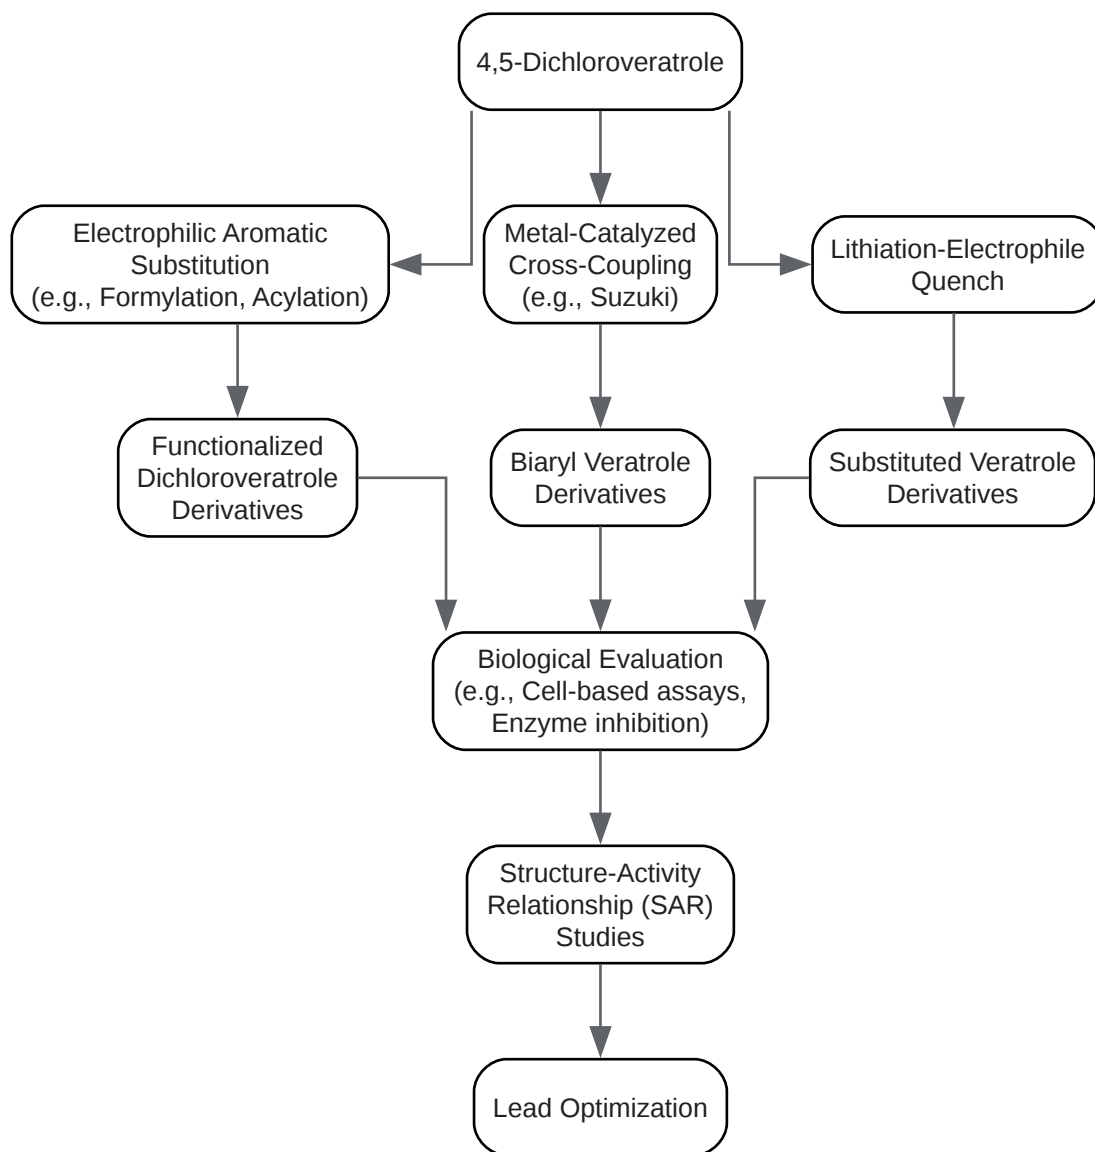 4,5-Dichloroveratrole
Electrophilic Aromatic
Substitution
(e.g., Formylation, Acylation)
Metal-Catalyzed
Cross-Coupling
(e.g., Suzuki)
Lithiation-Electrophile
Quench
Functionalized
Dichloroveratrole
Derivatives
Biaryl Veratrole
Derivatives
Substituted Veratrole
Derivatives
Biological Evaluation
(e.g., Cell-based assays,
Enzyme inhibition)
Structure-Activity
Relationship (SAR)
Studies
Lead Optimization